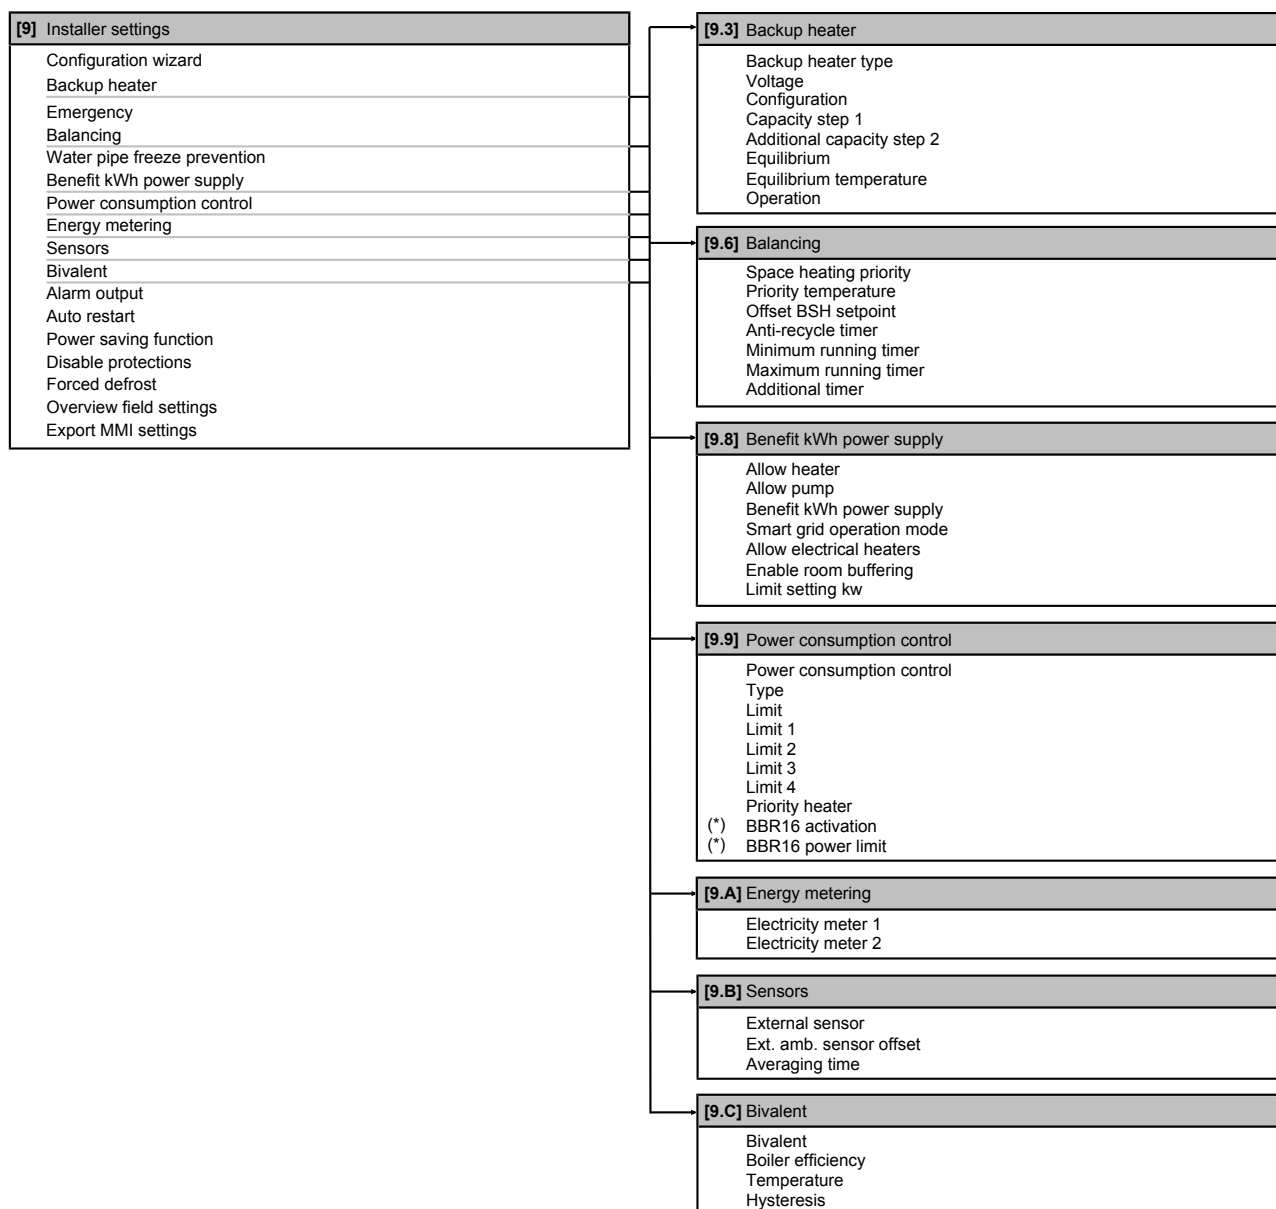 [9] Installer settings
Configuration wizard
Backup heater
Emergency
Balancing
Water pipe freeze prevention
Benefit kWh power supply
Power consumption control
Energy metering
Sensors
Bivalent
Alarm output
Auto restart
Power saving function
Disable protections
Forced defrost
Overview field settings
Export MMI settings
[9.3] Backup heater
Backup heater type
Voltage
Configuration
Capacity step 1
Additional capacity step 2
Equilibrium
Equilibrium temperature
Operation
[9.6] Balancing
Space heating priority
Priority temperature
Offset BSH setpoint
Anti-recycle timer
Minimum running timer
Maximum running timer
Additional timer
[9.8] Benefit kWh power supply
Allow heater
Allow pump
Benefit kWh power supply
Smart grid operation mode
Allow electrical heaters
Enable room buffering
Limit setting kw
[9.9] Power consumption control
Power consumption control
Type
Limit
Limit 1
Limit 2
Limit 3
Limit 4
Priority heater
(*) BBR16 activation
(*) BBR16 power limit
[9.A] Energy metering
Electricity meter 1
Electricity meter 2
[9.B] Sensors
External sensor
Ext. amb. sensor offset
Averaging time
[9.C] Bivalent
Bivalent
Boiler efficiency
Temperature
Hysteresis